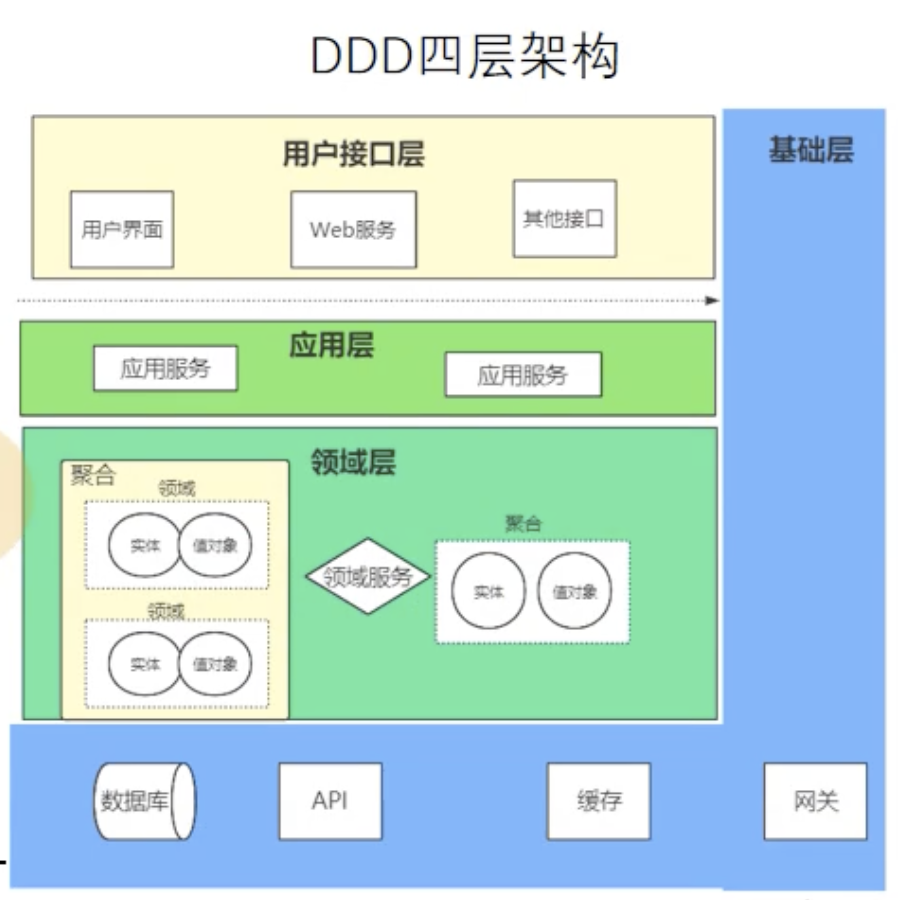 DDD四层架构
用户接口层
基础层
用户界面
Web服务
其他接口
应用层
应用服务
应用服务
领域层
聚合
领域
实体
值对象
领域服务
聚合
实体
值对象
领域
实体
值对象
数据库
API
缓存
网关